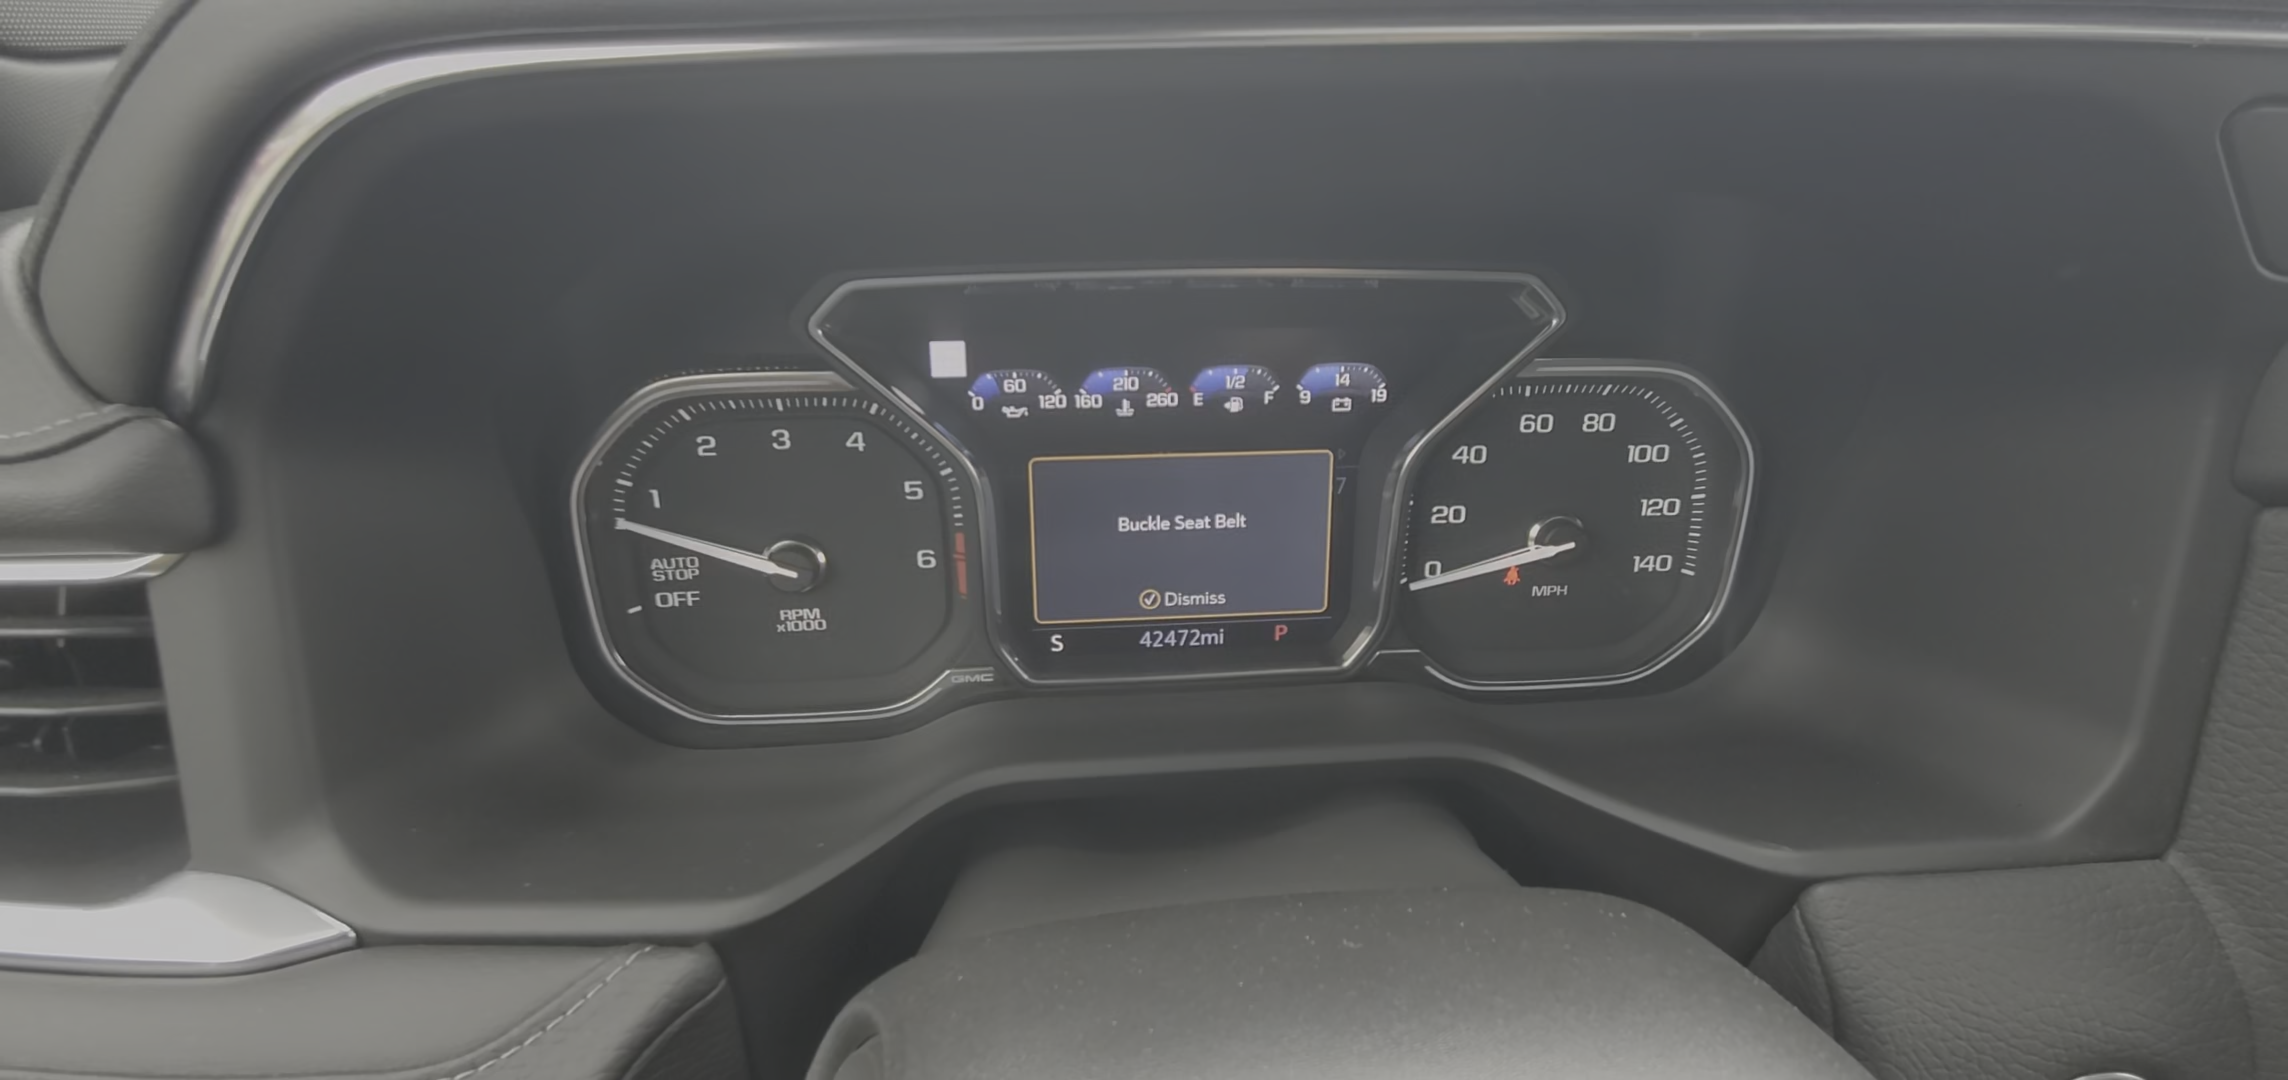 60 210 1/2 14
0 120 160 260 E F 9 19
2 3 4
1 5
6
AUTO
STOP
OFF
RPM
x1000
GMC
Buckle Seat Belt
Dismiss
S 42472mi P
7
60 80
40 100
20 120
0 140
MPH